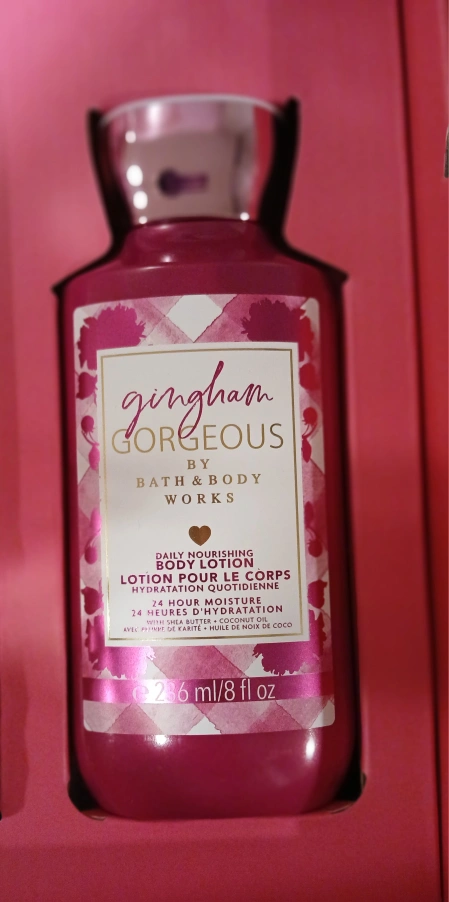 gingham
GORGEOUS
BY
BATH & BODY
WORKS
DAILY NOURISHING
BODY LOTION
LOTION POUR LE CORPS
HYDRATATION QUOTIDIENNE
24 HOUR MOISTURE
24 HEURES D'HYDRATATION
WITH SHEA BUTTER • COCONUT OIL
AVEC BEURRE DE KARITÉ • HUILE DE NOIX DE COCO
e 236 ml/8 fl oz